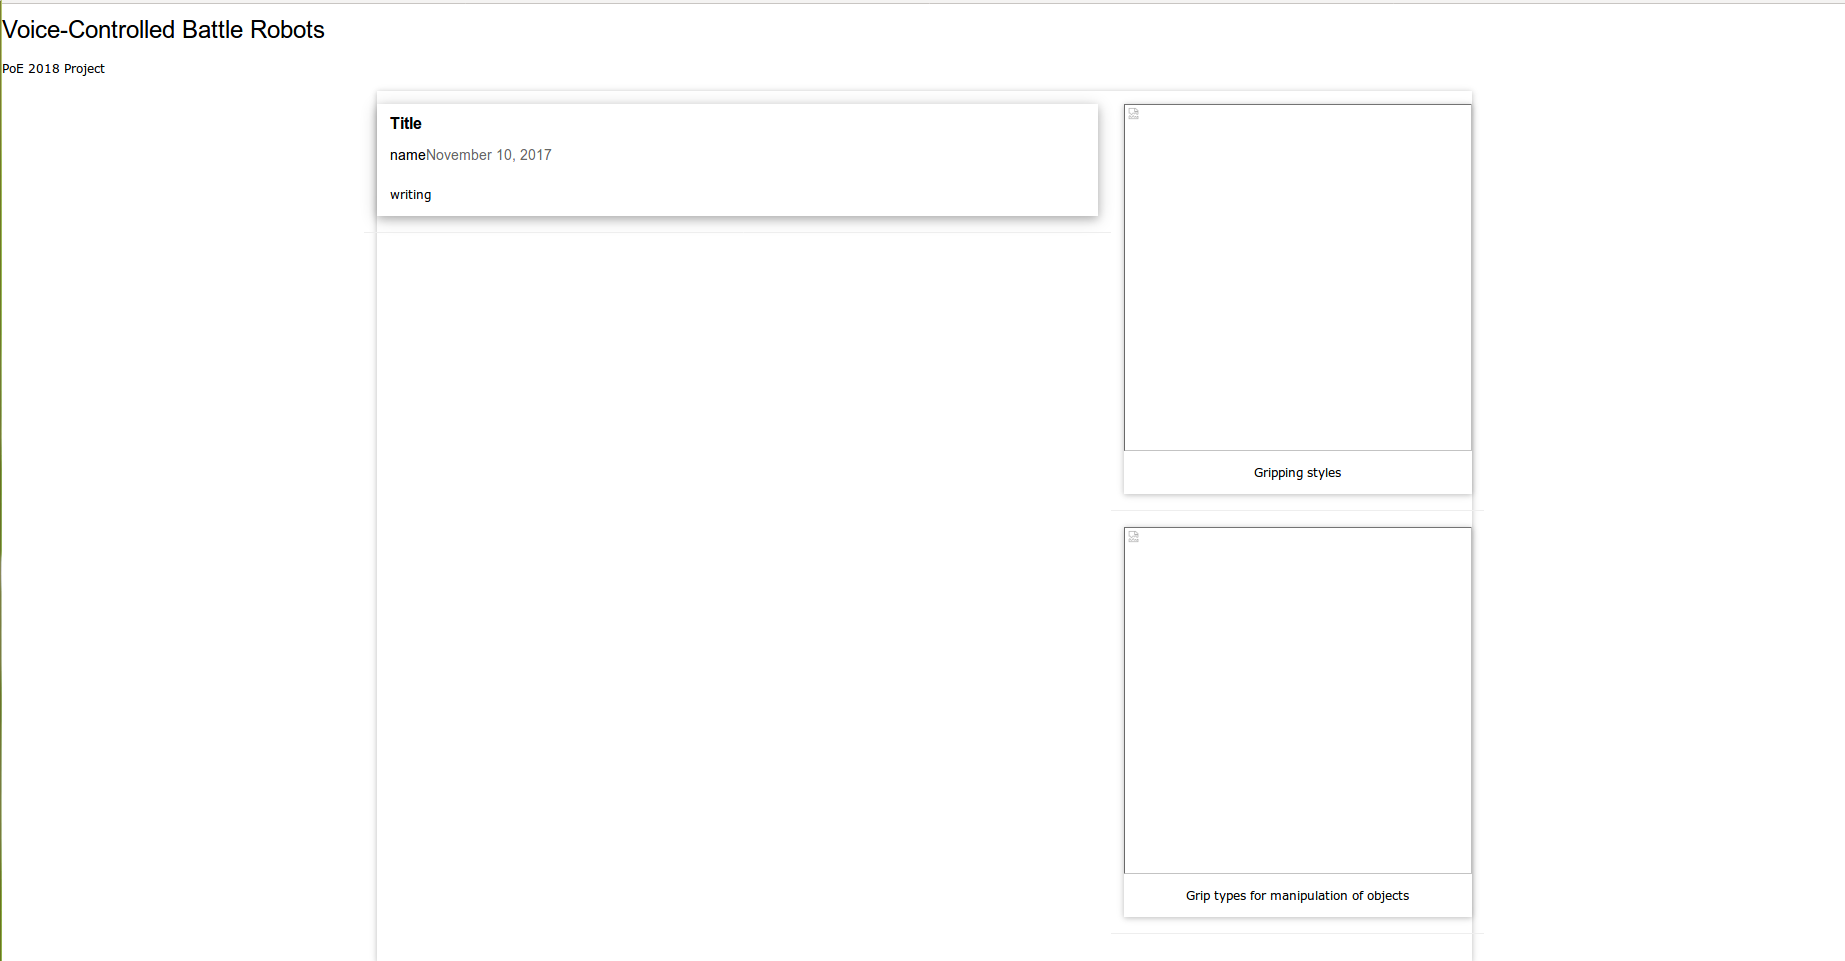 Voice-Controlled Battle Robots
PoE 2018 Project
Title
nameNovember 10, 2017
writing
Gripping styles
Grip types for manipulation of objects